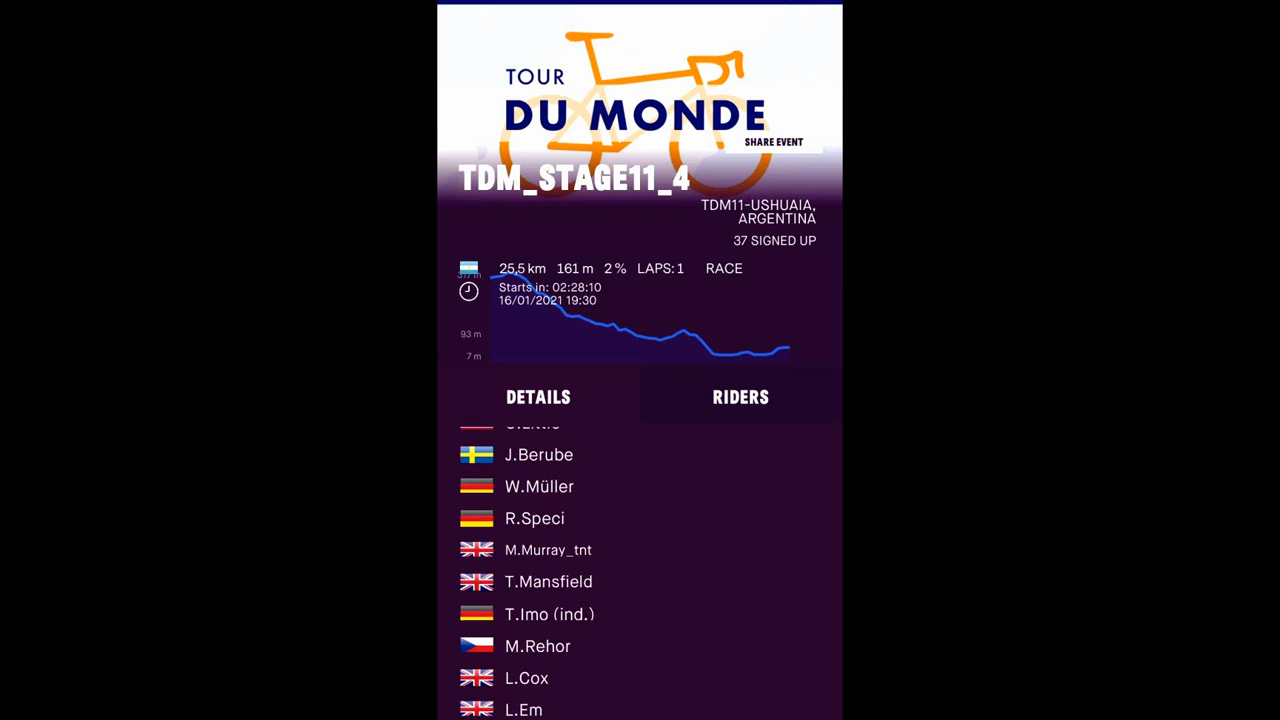 TOUR
DU MONDE
SHARE EVENT
TDM_STAGE11_4
TDM11-USHUAIA,
ARGENTINA
37 SIGNED UP
25,5 km 161 m 2 % LAPS: 1 RACE
Starts in: 02:28:10
16/01/2021 19:30
93 m
7 m
DETAILS RIDERS
J.Berube
W.Müller
R.Speci
M.Murray_tnt
T.Mansfield
T.Imo (ind.)
M.Rehor
L.Cox
L.Em